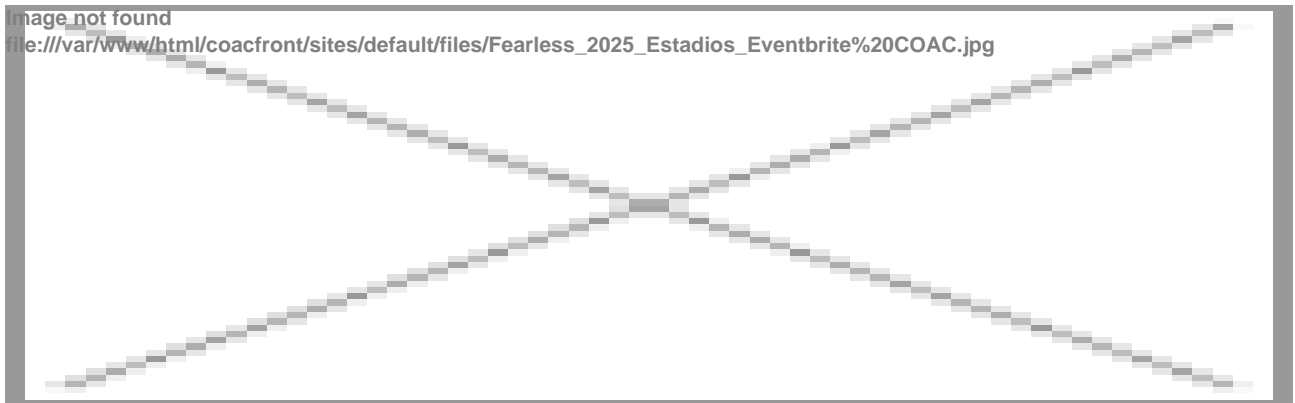 Image not found
file:///var/www/html/coacfront/sites/default/files/Fearless_2025_Estadios_Eventbrite%20COAC.jpg